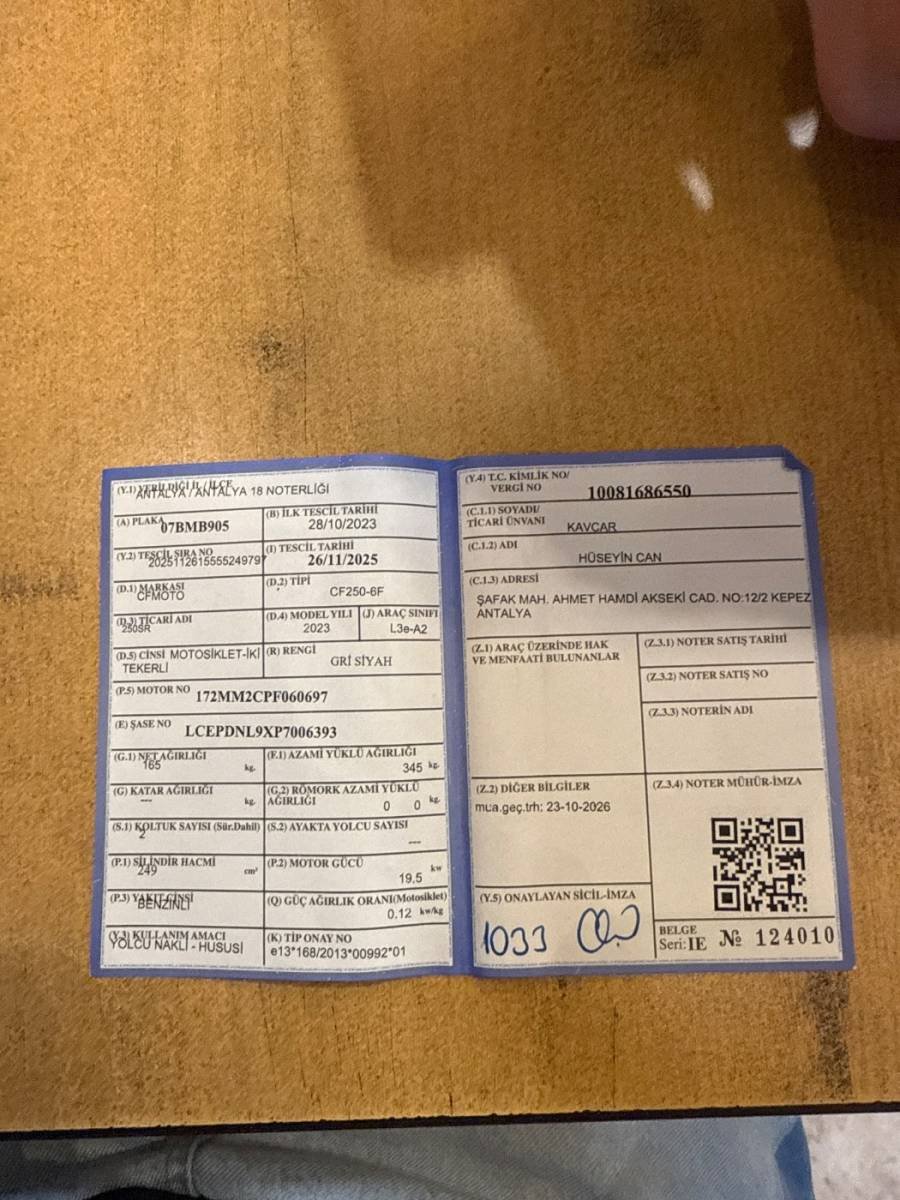 (Y.1) VERİLDİĞİ İL / İLÇE
ANTALYA / ANTALYA 18 NOTERLİĞİ
(A) PLAKA 07BMB905
(B) İLK TESCİL TARİHİ
28/10/2023
(Y.2) TESCİL SIRA NO
(I) TESCİL TARİHİ
26/11/2025
(D.1) MARKASI
CFMOTO
(D.2) TİPİ
CF250-6F
(D.3) TİCARİ ADI
250SR
(D.4) MODEL YILI
2023
(J) ARAÇ SINIFI
L3e-A2
(D.5) CİNSİ MOTOSİKLET-İKİ
TEKERLİ
(R) RENGİ
GRİ SİYAH
(P.5) MOTOR NO 172MM2CPF060697
(E) ŞASE NO LCEPDNL9XP7006393
(G.1) NET AĞIRLIĞI
165 kg.
(F.1) AZAMİ YÜKLÜ AĞIRLIĞI
345 kg.
(G) KATAR AĞIRLIĞI
--- kg.
(G.2) RÖMORK AZAMİ YÜKLÜ
AĞIRLIĞI 0 0 kg.
(S.1) KOLTUK SAYISI (Sür.Dahil)
2
(S.2) AYAKTA YOLCU SAYISI
---
(P.1) SİLİNDİR HACMİ
249 cm³
(P.2) MOTOR GÜCÜ
19,5 kw
(P.3) YAKIT CİNSİ
BENZİNLİ
(Q) GÜÇ AĞIRLIK ORANI(Motosiklet)
0.12 kw/kg
(Y.3) KULLANIM AMACI
YOLCU NAKLİ - HUSUSİ
(K) TİP ONAY NO
e13*168/2013*00992*01
(Y.4) T.C. KİMLİK NO/
VERGİ NO 10081686550
(C.1.1) SOYADI/
TİCARİ ÜNVANI KAVCAR
(C.1.2) ADI
HÜSEYİN CAN
(C.1.3) ADRESİ
ŞAFAK MAH. AHMET HAMDİ AKSEKİ CAD. NO:12/2 KEPEZ
ANTALYA
(Z.1) ARAÇ ÜZERİNDE HAK
VE MENFAATİ BULUNANLAR
(Z.3.1) NOTER SATIŞ TARİHİ
(Z.3.2) NOTER SATIŞ NO
(Z.3.3) NOTERİN ADI
(Z.2) DİĞER BİLGİLER
mua.geç.trh: 23-10-2026
(Z.3.4) NOTER MÜHÜR-İMZA
(Y.5) ONAYLAYAN SİCİL-İMZA
1033
BELGE
Seri: IE № 124010